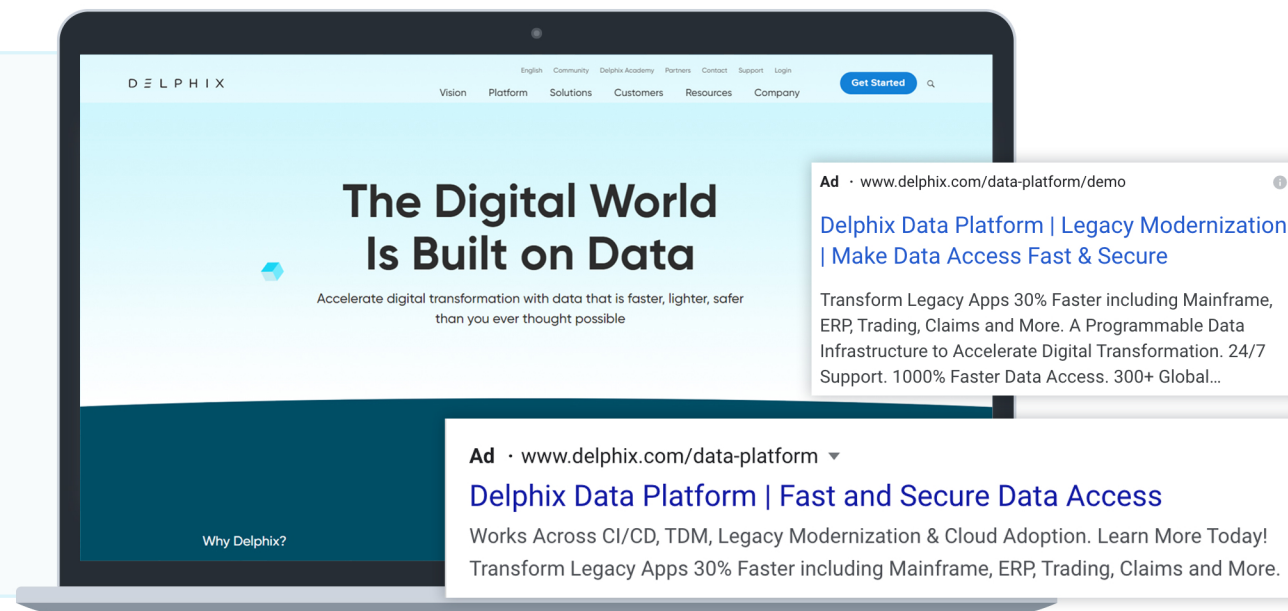 DELPHIX
English Community Delphix Academy Partners Contact Support Login
Vision Platform Solutions Customers Resources Company
Get Started
The Digital World
Is Built on Data
Accelerate digital transformation with data that is faster, lighter, safer
than you ever thought possible
Why Delphix?
Ad · www.delphix.com/data-platform/demo
Delphix Data Platform | Legacy Modernization
| Make Data Access Fast & Secure
Transform Legacy Apps 30% Faster including Mainframe,
ERP, Trading, Claims and More. A Programmable Data
Infrastructure to Accelerate Digital Transformation. 24/7
Support. 1000% Faster Data Access. 300+ Global...
Ad · www.delphix.com/data-platform
Delphix Data Platform | Fast and Secure Data Access
Works Across CI/CD, TDM, Legacy Modernization & Cloud Adoption. Learn More Today!
Transform Legacy Apps 30% Faster including Mainframe, ERP, Trading, Claims and More.